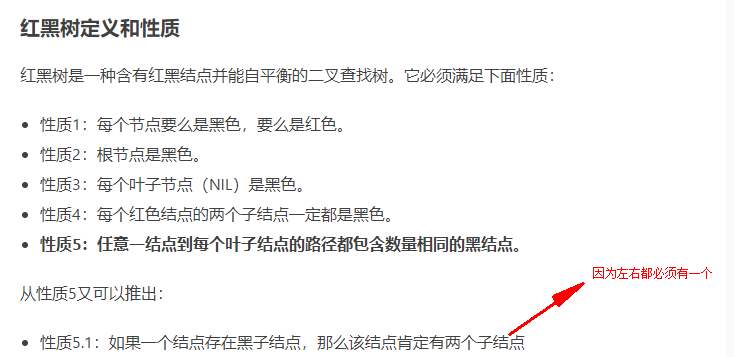 红黑树定义和性质
红黑树是一种含有红黑结点并能自平衡的二叉查找树。它必须满足下面性质：
• 性质1：每个节点要么是黑色，要么是红色。
• 性质2：根节点是黑色。
• 性质3：每个叶子节点（NIL）是黑色。
• 性质4：每个红色结点的两个子结点一定都是黑色。
• 性质5：任意一结点到每个叶子结点的路径都包含数量相同的黑结点。
因为左右都必须有一个
从性质5又可以推出：
• 性质5.1：如果一个结点存在黑子结点，那么该结点肯定有两个子结点